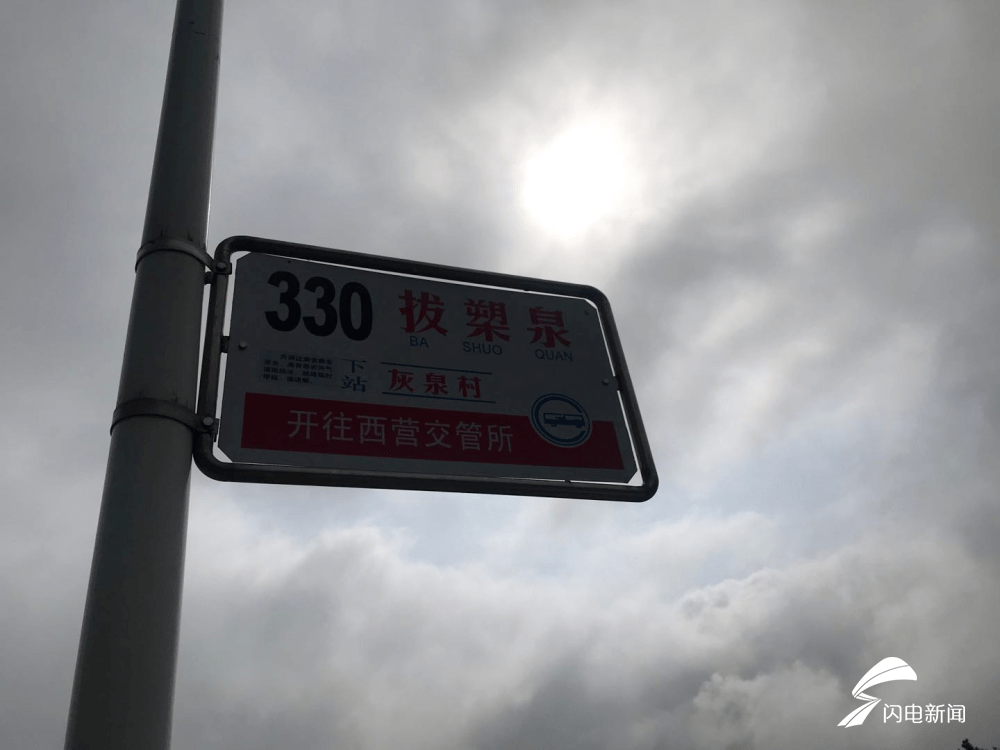 330 拔槊泉
BA SHUO QUAN
下站 灰泉村
开往西营交管所
闪电新闻